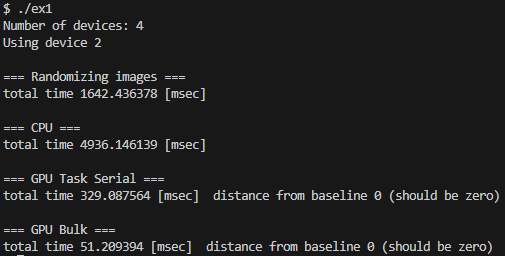 $ ./ex1
Number of devices: 4
Using device 2
=== Randomizing images ===
total time 1642.436378 [msec]
=== CPU ===
total time 4936.146139 [msec]
=== GPU Task Serial ===
total time 329.087564 [msec]  distance from baseline 0 (should be zero)
=== GPU Bulk ===
total time 51.209394 [msec]  distance from baseline 0 (should be zero)